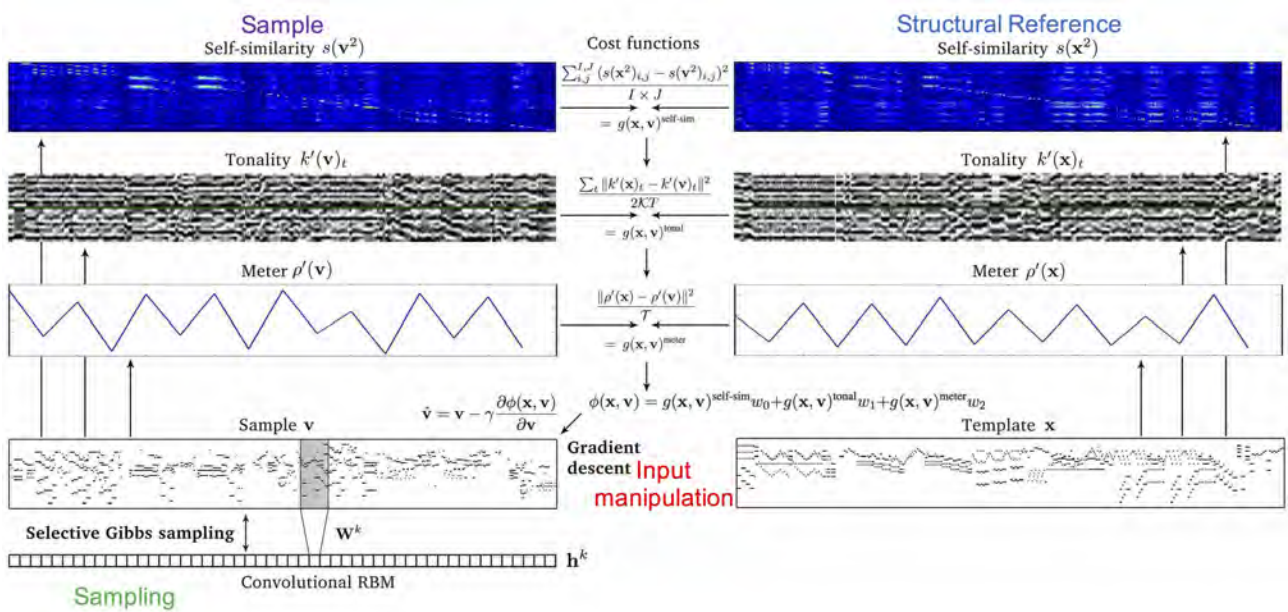 Sample
Structural Reference
Self-similarity s(v²)
Cost functions
Self-similarity s(x²)
∑_{i,j}^{I,J} (s(x²)_{i,j} − s(v²)_{i,j})²
I × J
= g(x, v)^{self-sim}
Tonality k′(v)_t
Tonality k′(x)_t
∑_t ‖k′(x)_t − k′(v)_t‖²
2KT
= g(x, v)^{tonal}
Meter ρ′(v)
Meter ρ′(x)
‖ρ′(x) − ρ′(v)‖²
T
= g(x, v)^{meter}
v̂ = v − γ ∂φ(x, v)
∂v
φ(x, v) = g(x, v)^{self-sim}w₀+g(x, v)^{tonal}w₁+g(x, v)^{meter}w₂
Sample v
Template x
Gradient
descent Input
manipulation
Selective Gibbs sampling
W^k
h^k
Convolutional RBM
Sampling